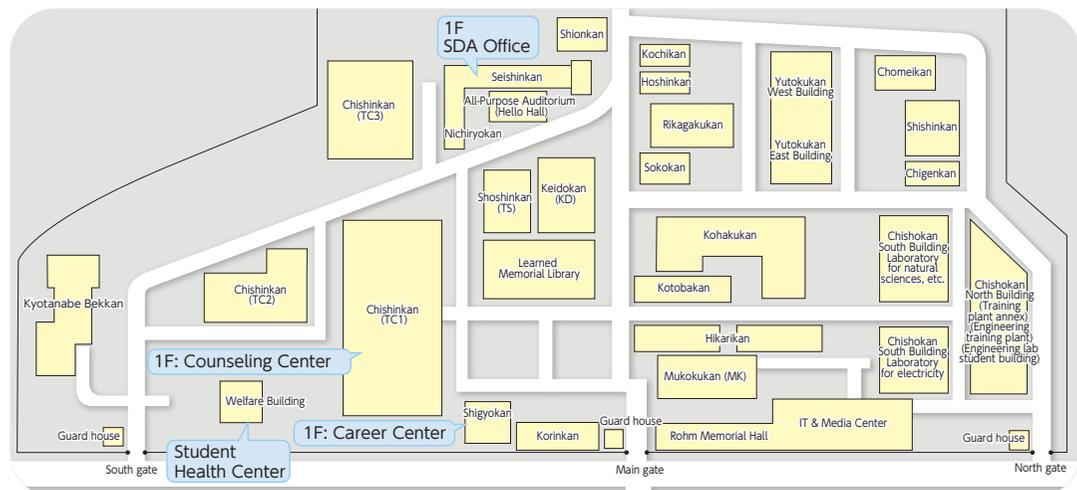 1F
SDA Office
Shionkan
Seishinkan
All-Purpose Auditorium
(Hello Hall)
Nichiryokan
Chishinkan
(TC3)
Kochikan
Hoshinkan
Rikagakukan
Sokokan
Yutokukan
West Building
Yutokukan
East Building
Chomeikan
Shishinkan
Chigenkan
Shoshinkan
(TS)
Keidokan
(KD)
Learned
Memorial Library
Kohakukan
Kotobakan
Chishokan
South Building
Laboratory
for natural
sciences, etc.
Chishokan
North Building
(Training
plant annex)
(Engineering
training plant)
(Engineering lab
student building)
Kyotanabe Bekkan
Chishinkan
(TC2)
Chishinkan
(TC1)
Hikarikan
Mukokukan (MK)
Chishokan
South Building
Laboratory
for electricity
1F: Counseling Center
Welfare Building
Shigyokan
1F: Career Center
Korinkan
Guard house
Rohm Memorial Hall
IT & Media Center
Guard house
Guard house
Student
Health Center
South gate
Main gate
North gate